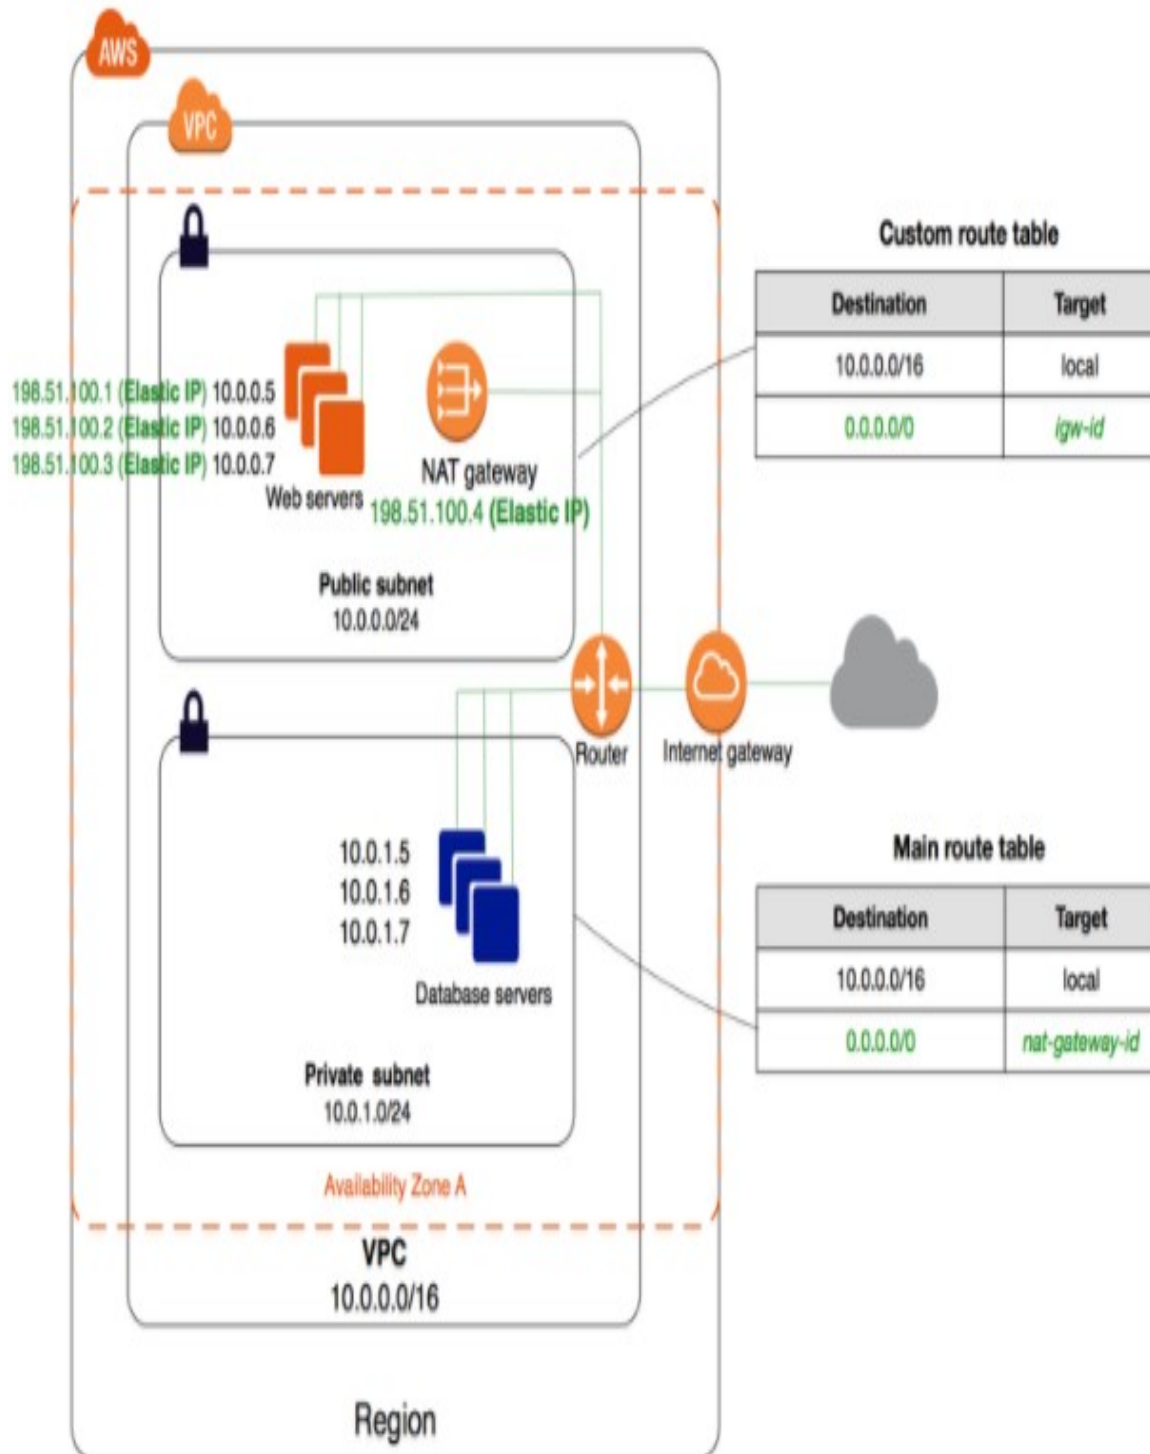 AWS
VPC
Custom route table
Destination Target
10.0.0.0/16 local
0.0.0.0/0 igw-id
198.51.100.1 (Elastic IP) 10.0.0.5
198.51.100.2 (Elastic IP) 10.0.0.6
198.51.100.3 (Elastic IP) 10.0.0.7
Web servers
NAT gateway
198.51.100.4 (Elastic IP)
Public subnet
10.0.0.0/24
Router
Internet gateway
10.0.1.5
10.0.1.6
10.0.1.7
Database servers
Main route table
Destination Target
10.0.0.0/16 local
0.0.0.0/0 nat-gateway-id
Private subnet
10.0.1.0/24
Availability Zone A
VPC
10.0.0.0/16
Region